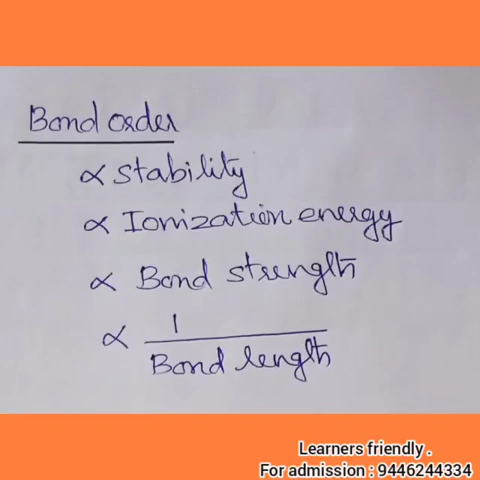 Bond order
∝ Stability
∝ Ionization energy
∝ Bond strength
∝ 1
Bond length
Learners friendly .
For admission : 9446244334